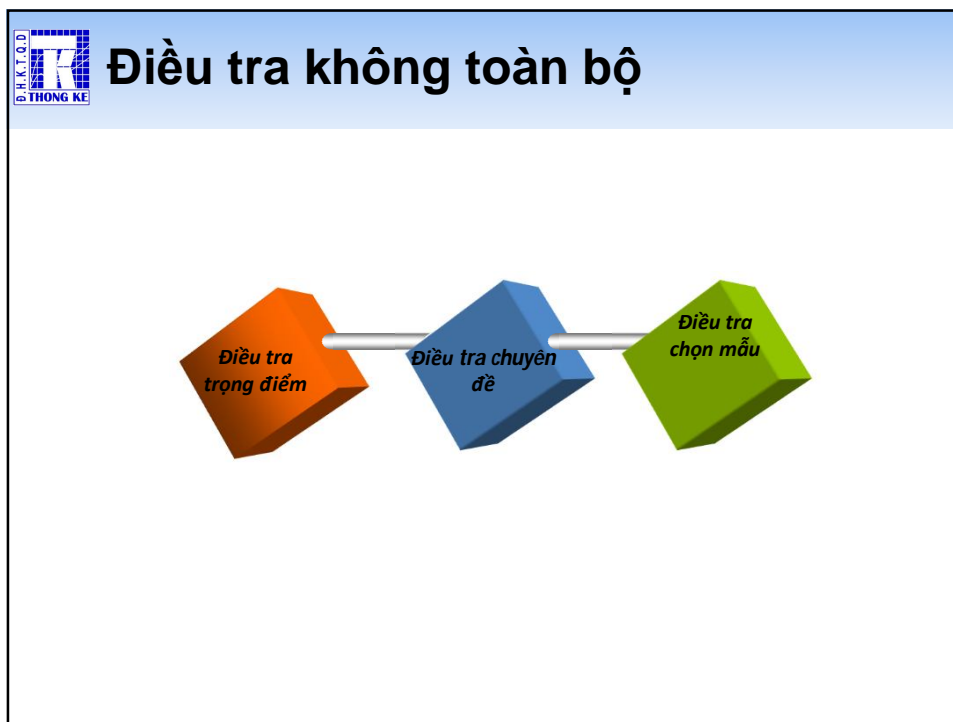 Đ.H.K.T.Q.D
THONG KE
Điều tra không toàn bộ
Điều tra
trọng điểm
Điều tra chuyên
đề
Điều tra
chọn mẫu